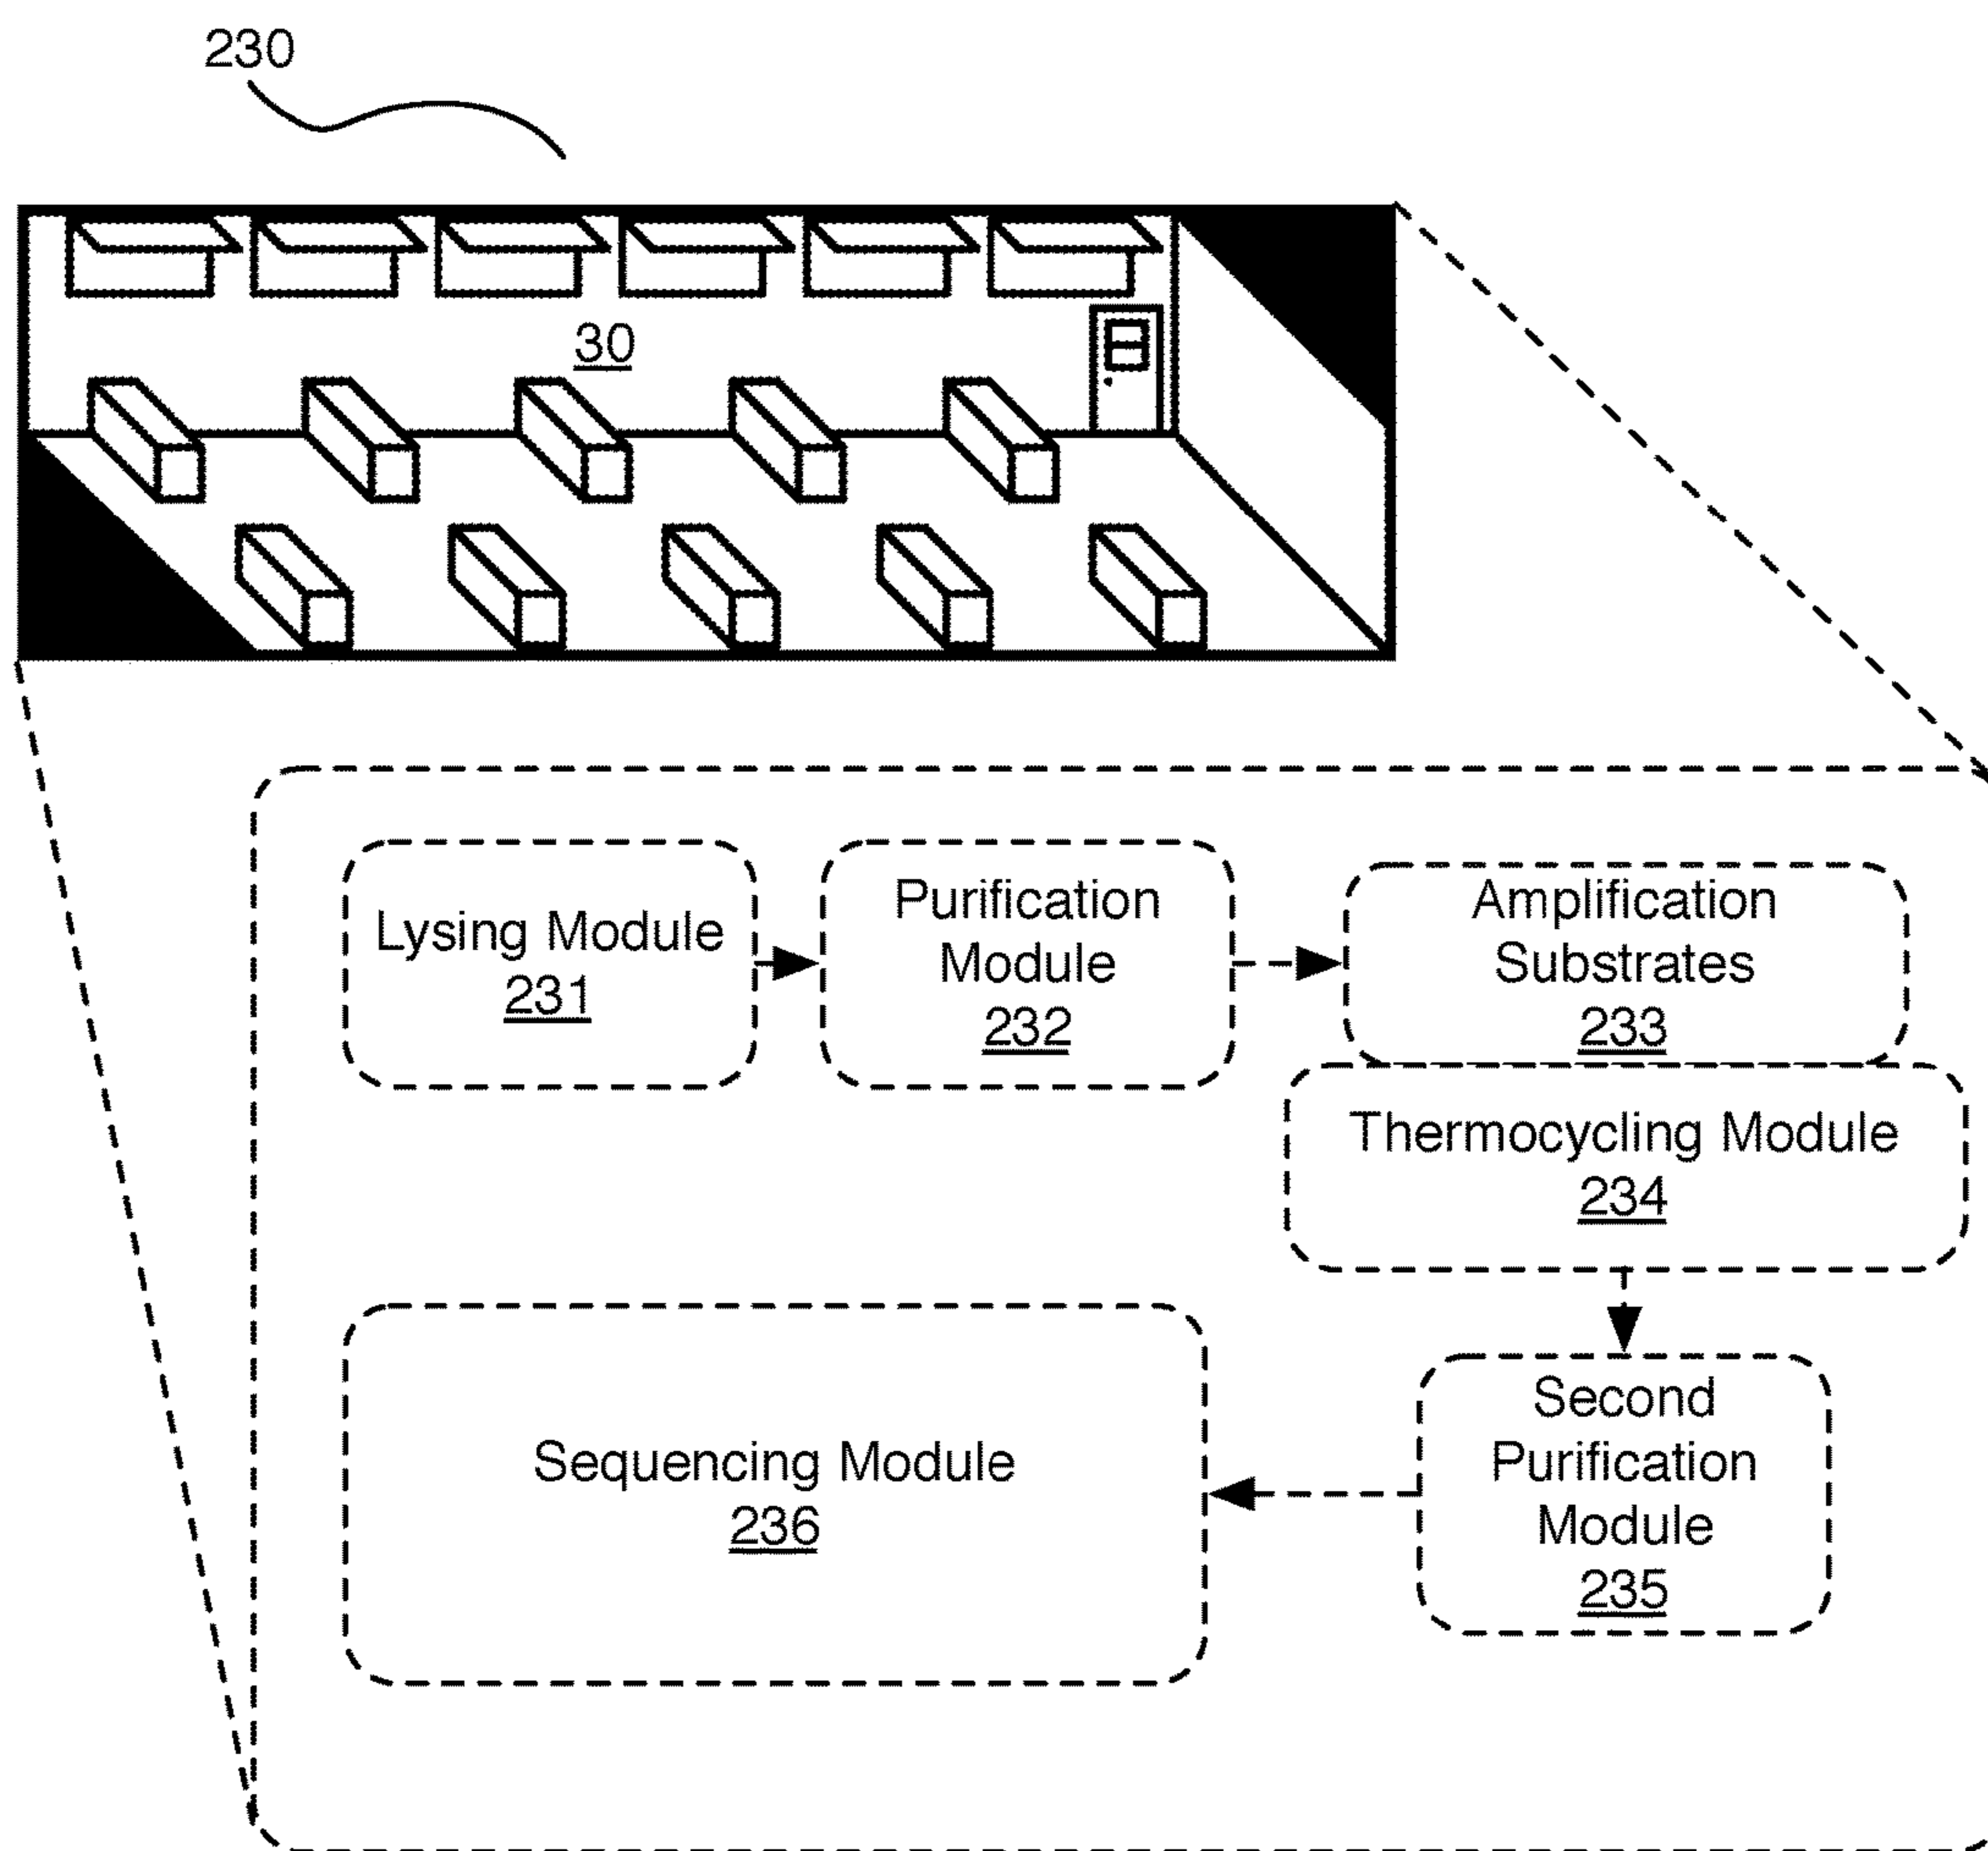 230
30
Lysing Module
231
Purification
Module
232
Amplification
Substrates
233
Thermocycling Module
234
Second
Purification
Module
235
Sequencing Module
236